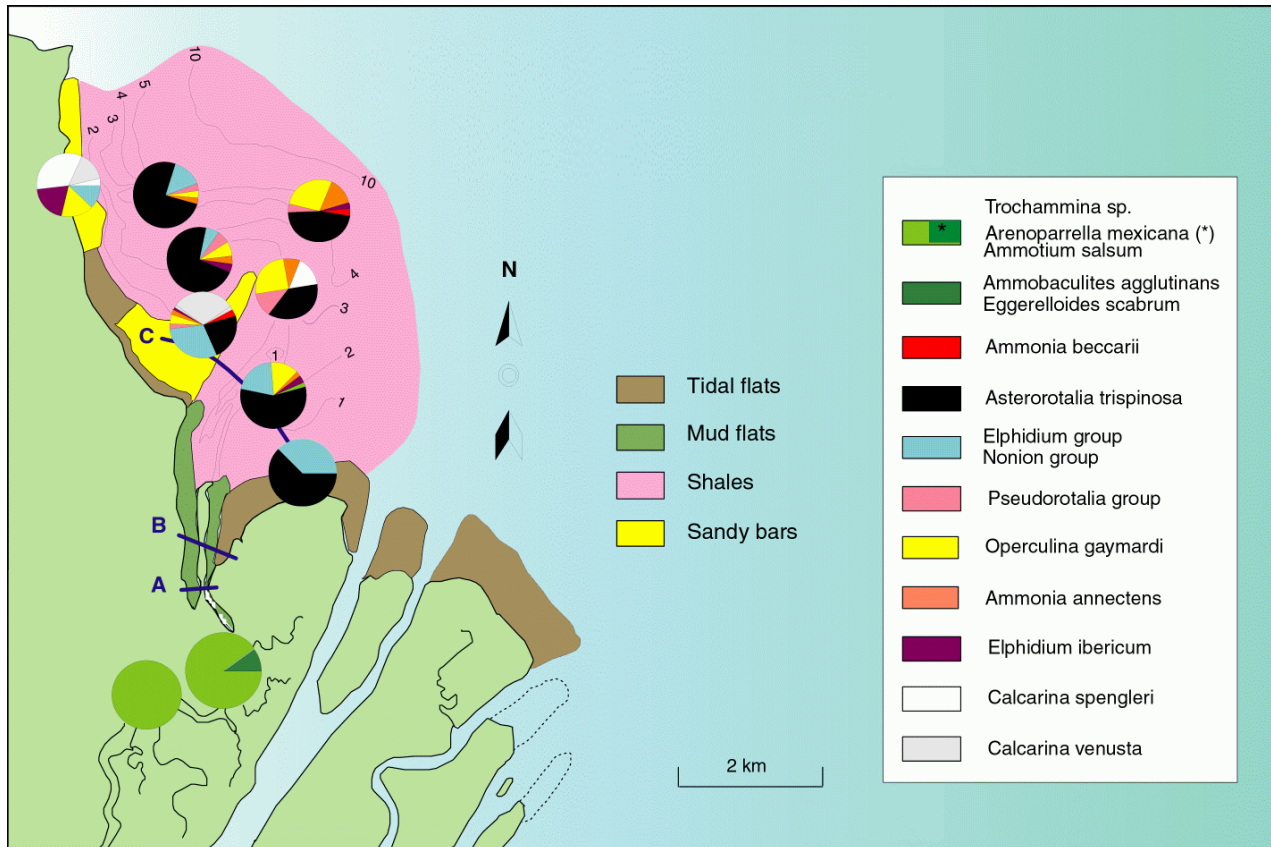 10
5
4
3
2
10
4
3
2
1
1
C
B
A
N
Tidal flats
Mud flats
Shales
Sandy bars
2 km
*
Trochammina sp.
Arenoparrella mexicana (*)
Ammotium salsum
Ammobaculites agglutinans
Eggerelloides scabrum
Ammonia beccarii
Asterorotalia trispinosa
Elphidium group
Nonion group
Pseudorotalia group
Operculina gaymardi
Ammonia annectens
Elphidium ibericum
Calcarina spengleri
Calcarina venusta